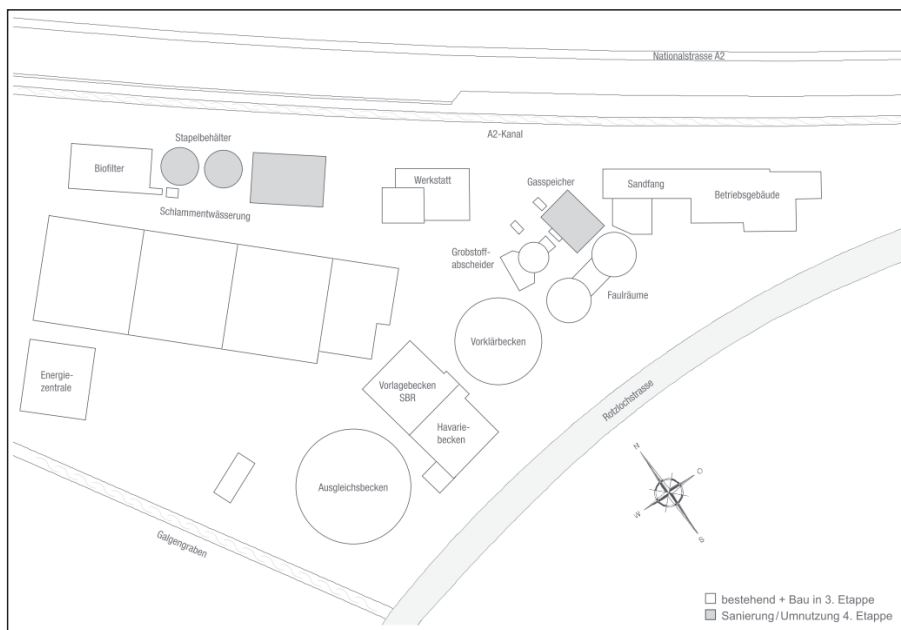 Nationalstrasse A2
A2-Kanal
Stapelbehälter
Biofilter
Werkstatt
Gasspeicher
Sandfang
Betriebsgebäude
Schlammentwässerung
Grobstoff-
abscheider
Faulräume
Vorklärbecken
Energie-
zentrale
Vorlagebecken
SBR
Havarie-
becken
Rotzlochstrasse
Ausgleichsbecken
Galgengraben
N
O
W
S
bestehend + Bau in 3. Etappe
Sanierung/Umnutzung 4. Etappe